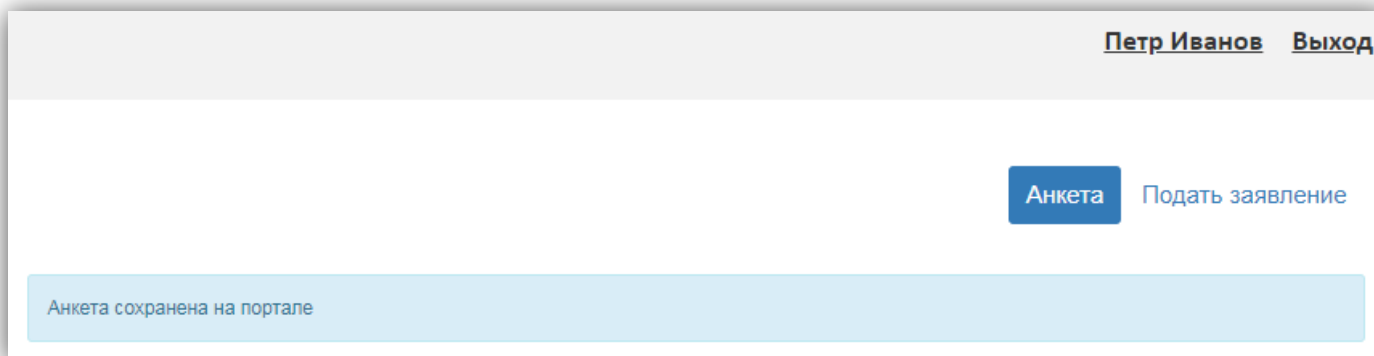 Петр Иванов Выход
Анкета Подать заявление
Анкета сохранена на портале